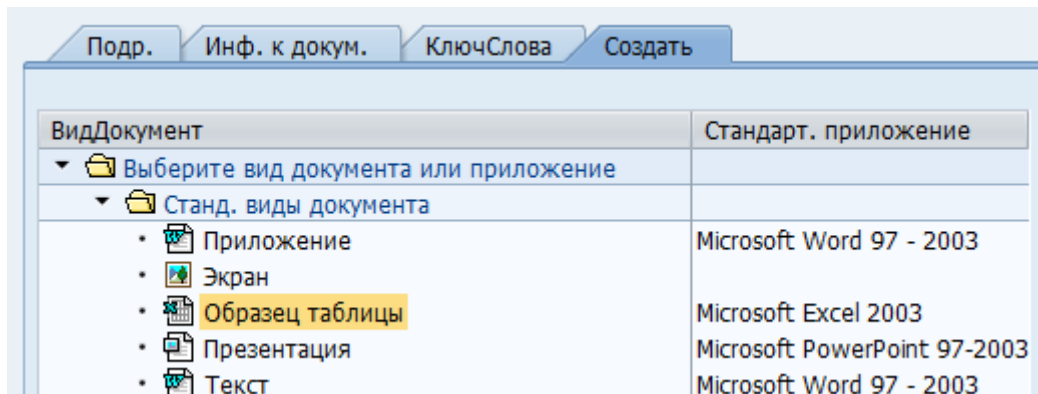 Подр. Инф. к докум. КлючСлова Создать
ВидДокумент Стандарт. приложение
Выберите вид документа или приложение
Станд. виды документа
Приложение Microsoft Word 97 - 2003
Экран
Образец таблицы Microsoft Excel 2003
Презентация Microsoft PowerPoint 97-2003
Текст Microsoft Word 97 - 2003